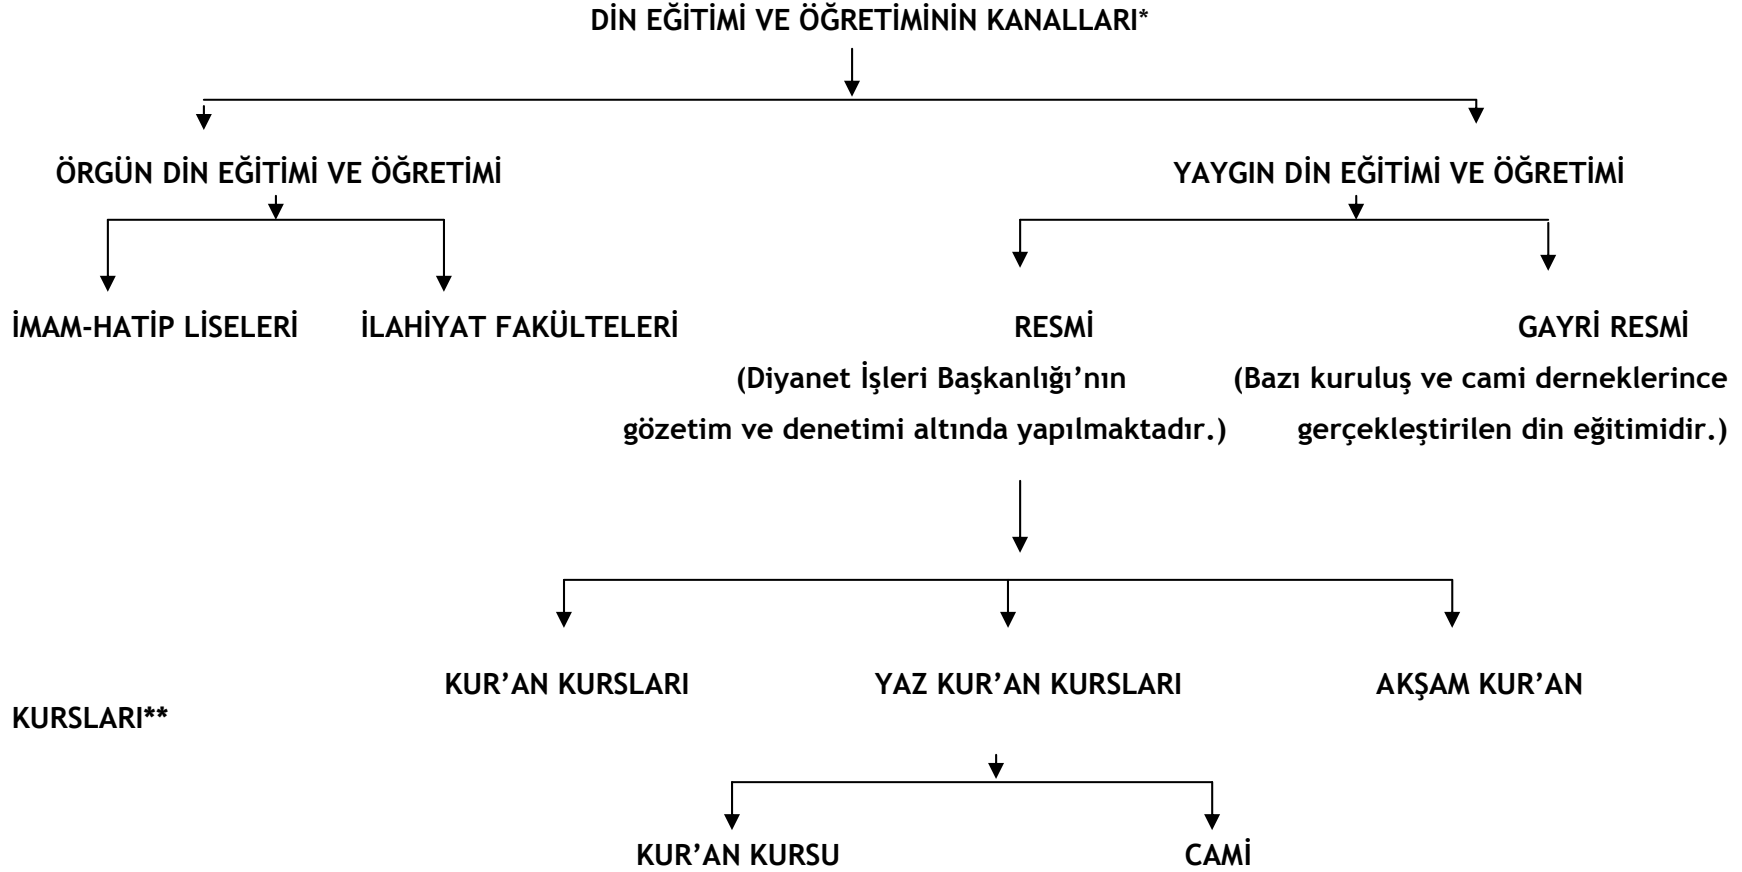 DİN EĞİTİMİ VE ÖĞRETİMİNİN KANALLARI*
ÖRGÜN DİN EĞİTİMİ VE ÖĞRETİMİ YAYGIN DİN EĞİTİMİ VE ÖĞRETİMİ
İMAM-HATİP LİSELERİ İLAHİYAT FAKÜLTELERİ RESMİ GAYRİ RESMİ
(Diyanet İşleri Başkanlığı’nın (Bazı kuruluş ve cami derneklerince
gözetim ve denetimi altında yapılmaktadır.) gerçekleştirilen din eğitimidir.)
KUR’AN KURSLARI YAZ KUR’AN KURSLARI AKŞAM KUR’AN
KURSLARI**
KUR’AN KURSU CAMİ